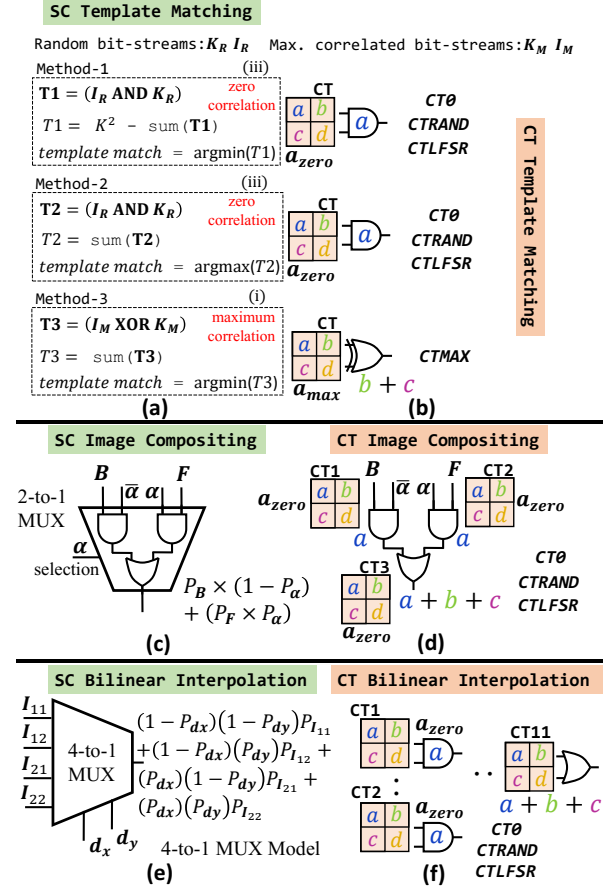 SC Template Matching
Random bit-streams: K_R I_R Max. correlated bit-streams: K_M I_M
Method-1 (iii)
T1 = (I_R AND K_R) zero
correlation
T1 = K² − sum(T1)
template match = argmin(T1)
CT
a b
c d
a_zero
a
CT0
CTRAND
CTLFSR
Method-2 (iii)
T2 = (I_R AND K_R) zero
correlation
T2 = sum(T2)
template match = argmax(T2)
CT
a b
c d
a_zero
a
CT0
CTRAND
CTLFSR
Method-3 (i)
T3 = (I_M XOR K_M) maximum
correlation
T3 = sum(T3)
template match = argmin(T3)
CT
a b
c d
a_max
b + c
CTMAX
CT Template Matching
(a) (b)
SC Image Compositing
B α̅ α F
2-to-1
MUX
α
selection
P_B × (1 − P_α)
+ (P_F × P_α)
(c)
CT Image Compositing
CT1 B α̅ α F CT2
a_zero a b
c d
a b
c d a_zero
a a
CT3
a b
c d
a_zero
a + b + c
CT0
CTRAND
CTLFSR
(d)
SC Bilinear Interpolation
I_11
I_12
I_21
I_22
4-to-1
MUX
(1 − P_dx)(1 − P_dy)P_I11
+(1 − P_dx)(P_dy)P_I12 +
(P_dx)(1 − P_dy)P_I21 +
(P_dx)(P_dy)P_I22
d_x d_y 4-to-1 MUX Model
(e)
CT Bilinear Interpolation
CT1
a b
c d
a_zero
a
:
CT2
a b
c d
a_zero
a
..
CT11
a b
c d
a + b + c
CT0
CTRAND
CTLFSR
(f)